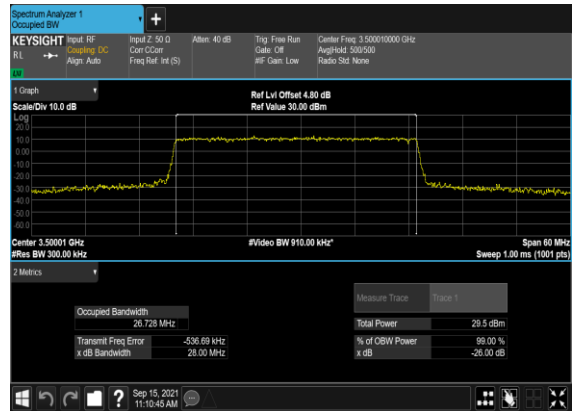 Spectrum Analyzer 1
Occupied BW
KEYSIGHT Input: RF Input Z: 50 Ω Atten: 40 dB Trig: Free Run Center Freq: 3.500010000 GHz
RL Coupling: DC Corr CCorr Gate: Off Avg|Hold: 500/500
Align: Auto Freq Ref: Int (S) #IF Gain: Low Radio Std: None
1 Graph
Scale/Div 10.0 dB Ref Lvl Offset 4.80 dB
Ref Value 30.00 dBm
Log
20.0
10.0
0.00
-10.0
-20.0
-30.0
-40.0
-50.0
-60.0
Center 3.50001 GHz #Video BW 910.00 kHz* Span 60 MHz
#Res BW 300.00 kHz Sweep 1.00 ms (1001 pts)
2 Metrics
Measure Trace Trace 1
Occupied Bandwidth
26.728 MHz Total Power 29.5 dBm
Transmit Freq Error -536.69 kHz % of OBW Power 99.00 %
x dB Bandwidth 28.00 MHz x dB -26.00 dB
? Sep 15, 2021
11:10:45 AM